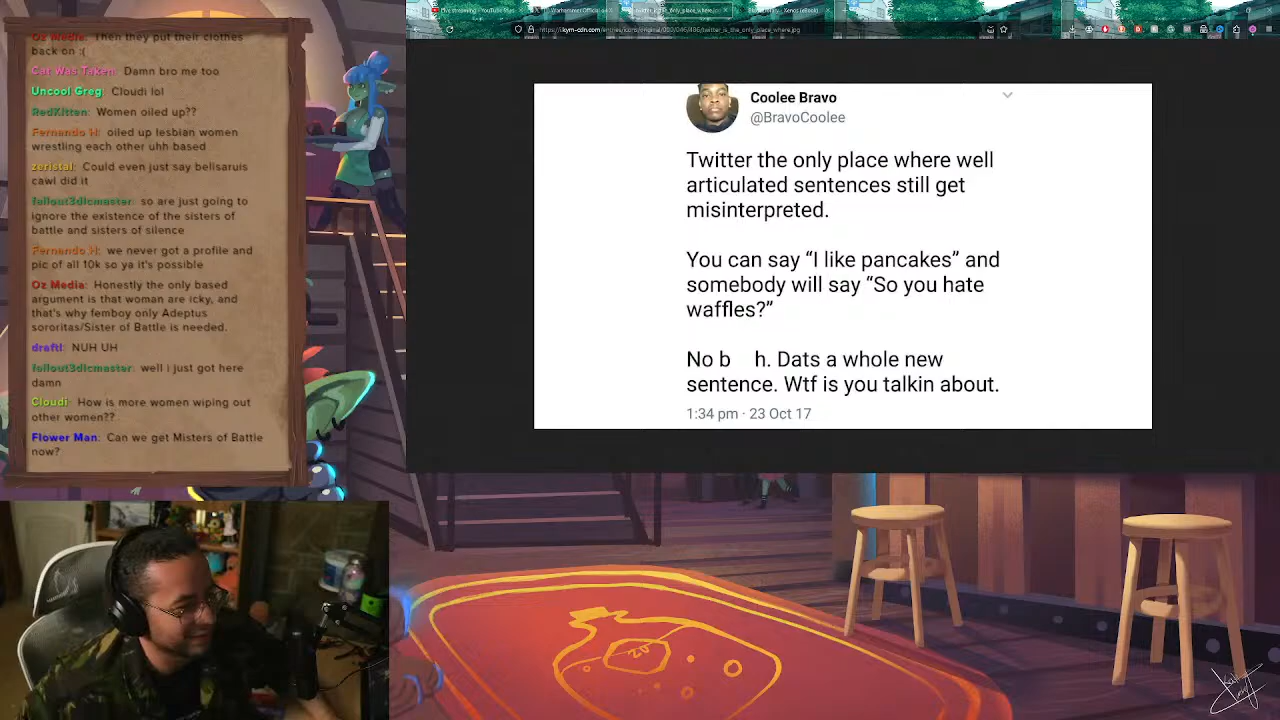 Oz Media: Then they put their clothes
back on :(
Cat Was Taken: Damn bro me too
Uncool Greg: Cloudi lol
RedKitten: Women oiled up??
Fernando H: oiled up lesbian women
wrestling each other uhh based
zeristal: Could even just say belisaruis
cawl did it
fallout3dlcmaster: so are just going to
ignore the existence of the sisters of
battle and sisters of silence
Fernando H: we never got a profile and
pic of all 10k so ya it's possible
Oz Media: Honestly the only based
argument is that woman are icky, and
that's why femboy only Adeptus
sororitas/Sister of Battle is needed.
draftl: NUH UH
fallout3dlcmaster: well i just got here
damn
Cloudi: How is more women wiping out
other women??
Flower Man: Can we get Misters of Battle
now?
Coolee Bravo
@BravoCoolee
Twitter the only place where well
articulated sentences still get
misinterpreted.
You can say “I like pancakes” and
somebody will say “So you hate
waffles?”
No b h. Dats a whole new
sentence. Wtf is you talkin about.
1:34 pm · 23 Oct 17
20